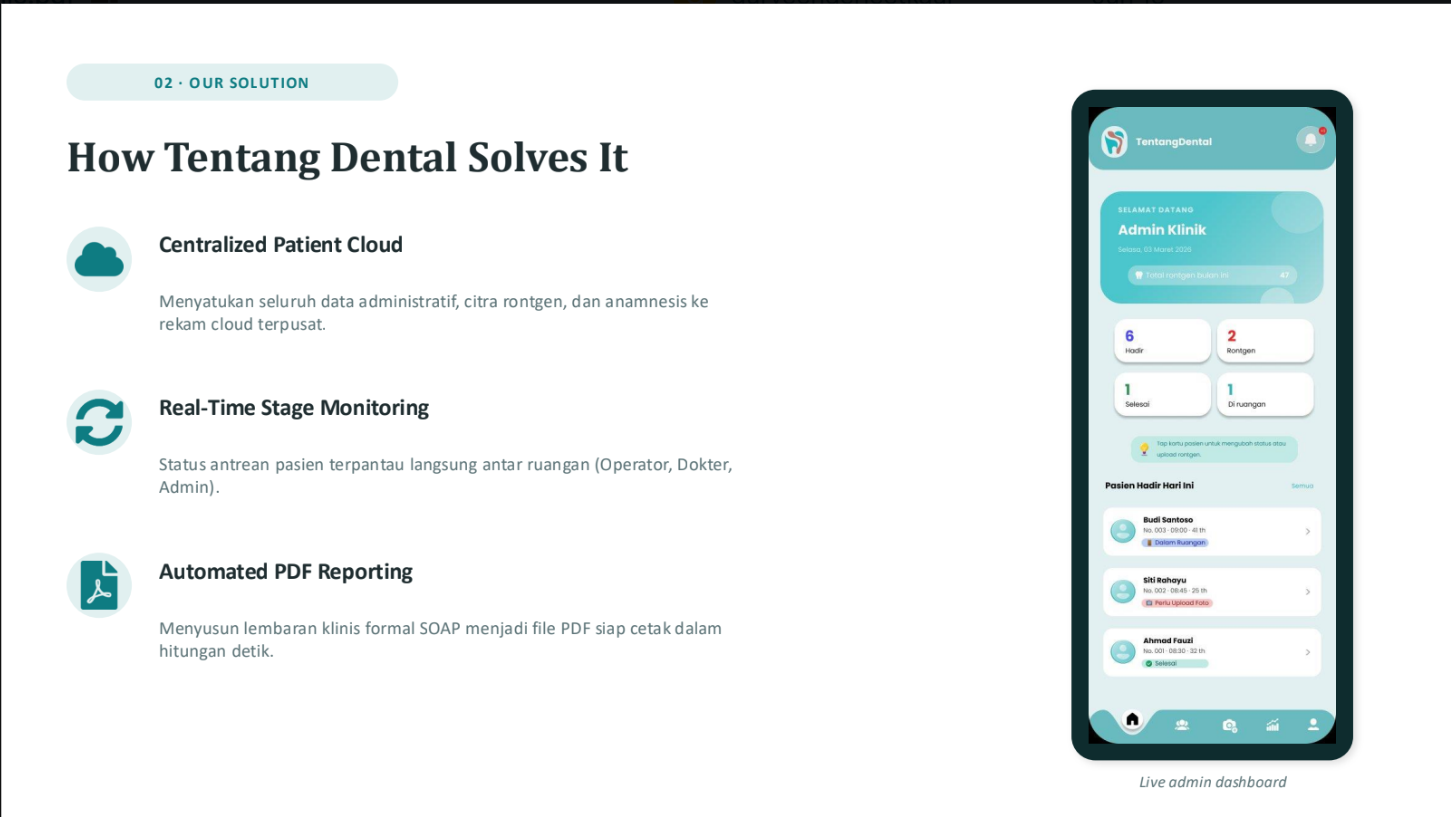 02 · OUR SOLUTION
How Tentang Dental Solves It
Centralized Patient Cloud
Menyatukan seluruh data administratif, citra rontgen, dan anamnesis ke
rekam cloud terpusat.
Real-Time Stage Monitoring
Status antrean pasien terpantau langsung antar ruangan (Operator, Dokter,
Admin).
Automated PDF Reporting
Menyusun lembaran klinis formal SOAP menjadi file PDF siap cetak dalam
hitungan detik.
TentangDental
SELAMAT DATANG
Admin Klinik
Selasa, 03 Maret 2026
Total rontgen bulan ini 47
6
Hadir
2
Rontgen
1
Selesai
1
Di ruangan
Tap kartu pasien untuk mengubah status atau
upload rontgen.
Pasien Hadir Hari Ini Semua
Budi Santoso
No. 003 · 09:00 · 41 th
Dalam Ruangan
Siti Rahayu
No. 002 · 08:45 · 25 th
Perlu Upload Foto
Ahmad Fauzi
No. 001 · 08:30 · 32 th
Selesai
Live admin dashboard